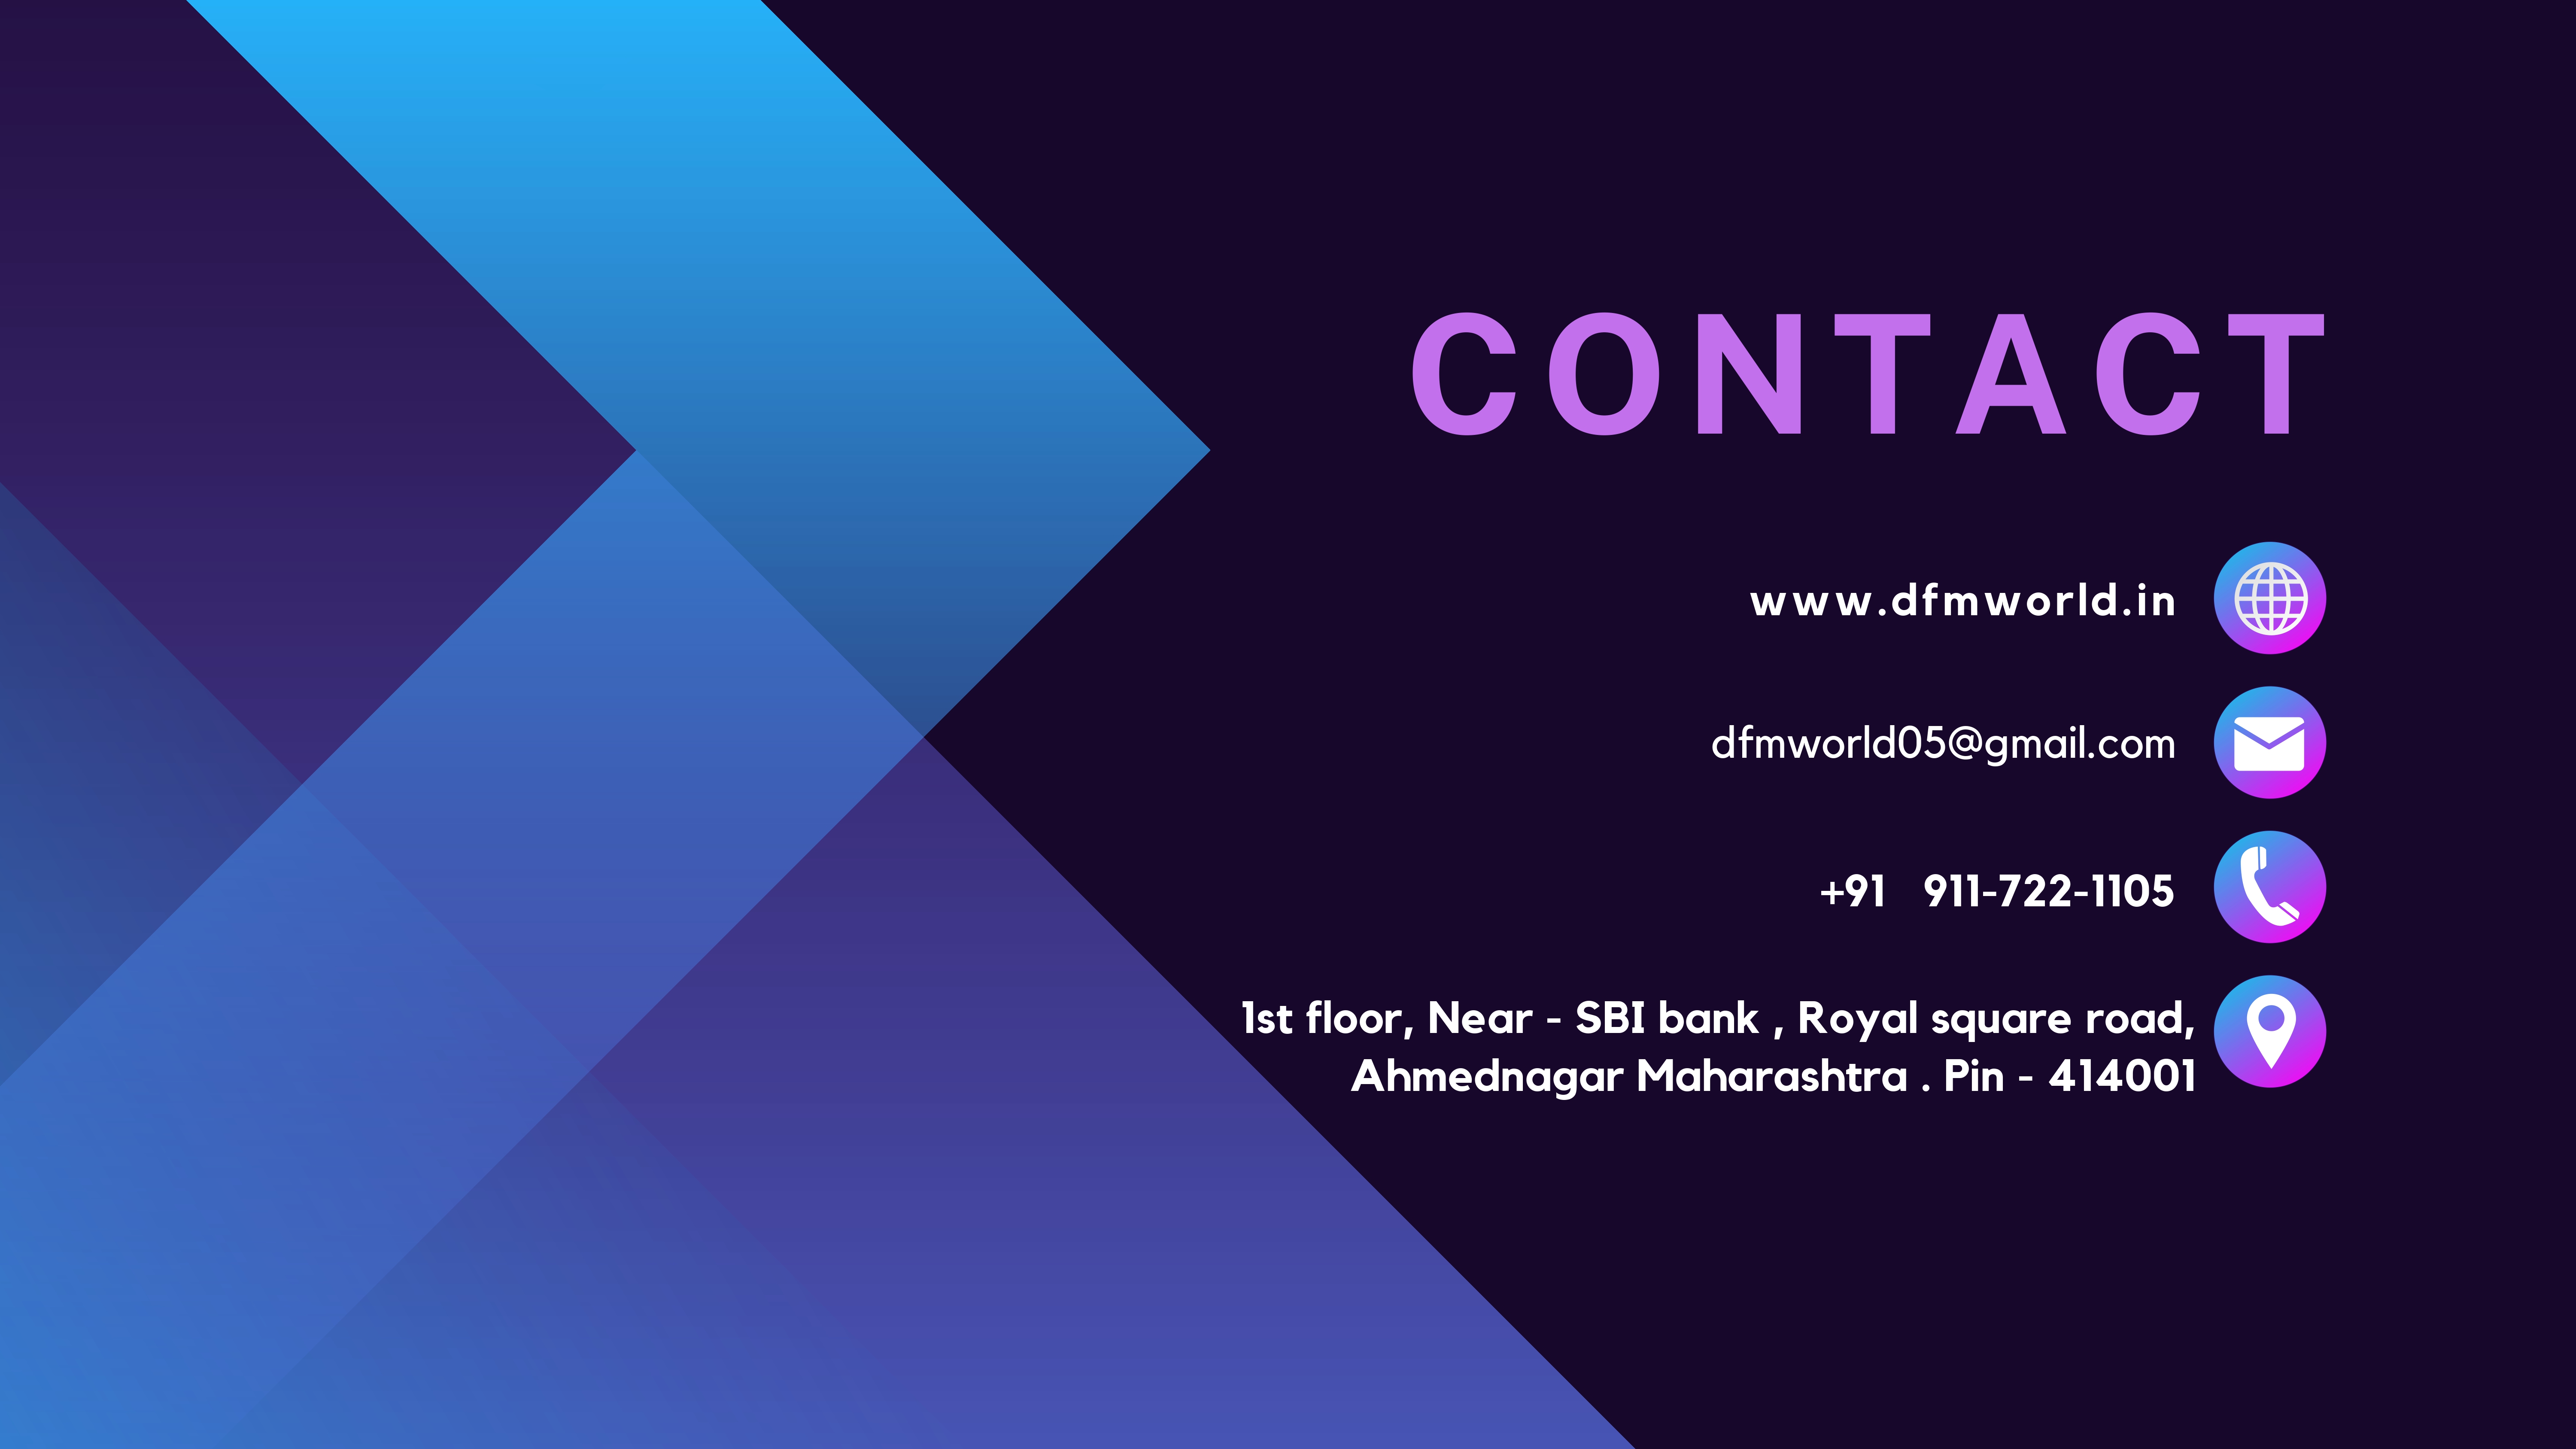 CONTACT
www.dfmworld.in
dfmworld05@gmail.com
+91 911-722-1105
1st floor, Near - SBI bank , Royal square road,
Ahmednagar Maharashtra . Pin - 414001